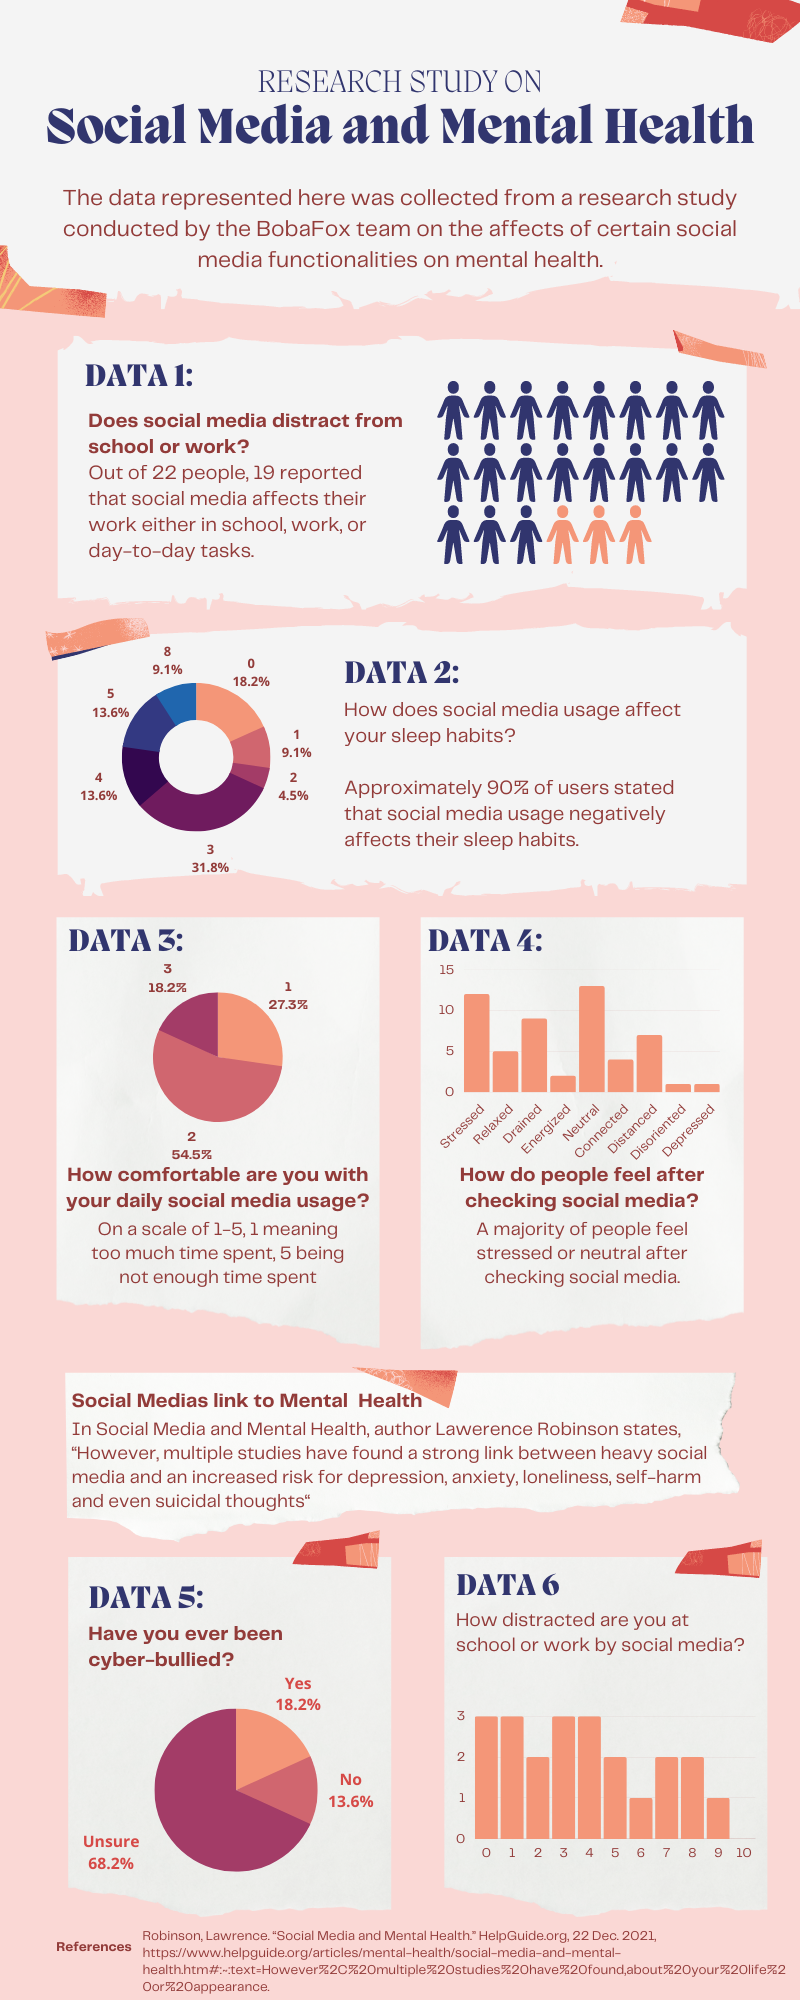 RESEARCH STUDY ON
Social Media and Mental Health
The data represented here was collected from a research study
conducted by the BobaFox team on the affects of certain social
media functionalities on mental health.
DATA 1:
Does social media distract from
school or work?
Out of 22 people, 19 reported
that social media affects their
work either in school, work, or
day-to-day tasks.
8
9.1%
0
18.2%
5
13.6%
1
9.1%
4
13.6%
2
4.5%
3
31.8%
DATA 2:
How does social media usage affect
your sleep habits?
Approximately 90% of users stated
that social media usage negatively
affects their sleep habits.
DATA 3:
3
18.2%
1
27.3%
2
54.5%
How comfortable are you with
your daily social media usage?
On a scale of 1-5, 1 meaning
too much time spent, 5 being
not enough time spent
DATA 4:
15
10
5
0
Stressed
Relaxed
Drained
Energized
Neutral
Connected
Distanced
Disoriented
Depressed
How do people feel after
checking social media?
A majority of people feel
stressed or neutral after
checking social media.
Social Medias link to Mental Health
In Social Media and Mental Health, author Lawerence Robinson states,
“However, multiple studies have found a strong link between heavy social
media and an increased risk for depression, anxiety, loneliness, self-harm
and even suicidal thoughts“
DATA 5:
Have you ever been
cyber-bullied?
Yes
18.2%
No
13.6%
Unsure
68.2%
DATA 6
How distracted are you at
school or work by social media?
3
2
1
0
0 1 2 3 4 5 6 7 8 9 10
References
Robinson, Lawrence. “Social Media and Mental Health.” HelpGuide.org, 22 Dec. 2021,
https://www.helpguide.org/articles/mental-health/social-media-and-mental-
health.htm#:~:text=However%2C%20multiple%20studies%20have%20found,about%20your%20life%2
0or%20appearance.